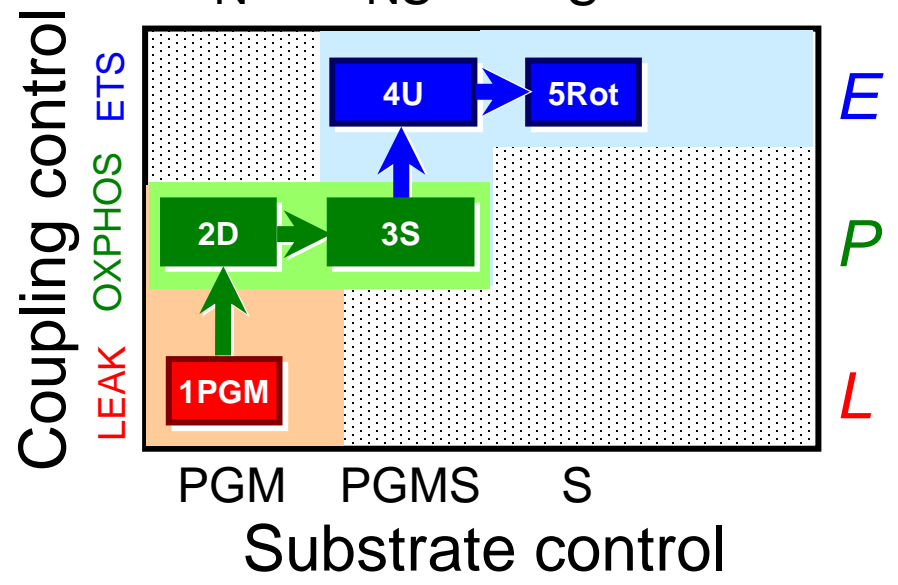 Coupling control
ETS
OXPHOS
LEAK
4U
5Rot
E
2D
3S
P
1PGM
L
PGM
PGMS
S
Substrate control